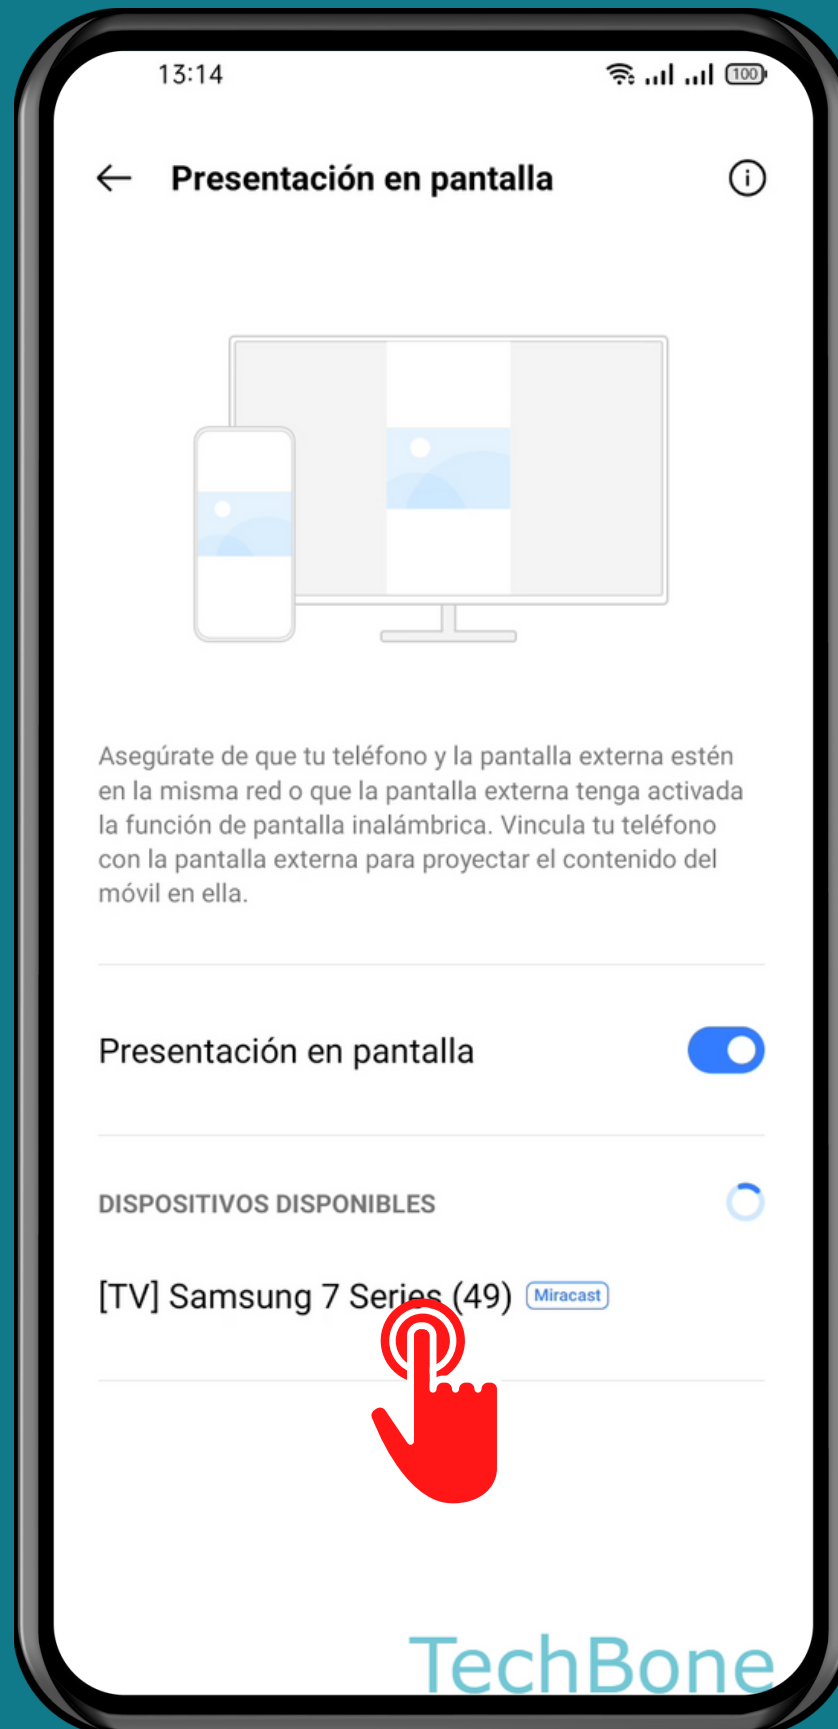 13:14
100
Presentación en pantalla
Asegúrate de que tu teléfono y la pantalla externa estén
en la misma red o que la pantalla externa tenga activada
la función de pantalla inalámbrica. Vincula tu teléfono
con la pantalla externa para proyectar el contenido del
móvil en ella.
Presentación en pantalla
DISPOSITIVOS DISPONIBLES
[TV] Samsung 7 Series (49) Miracast
TechBone